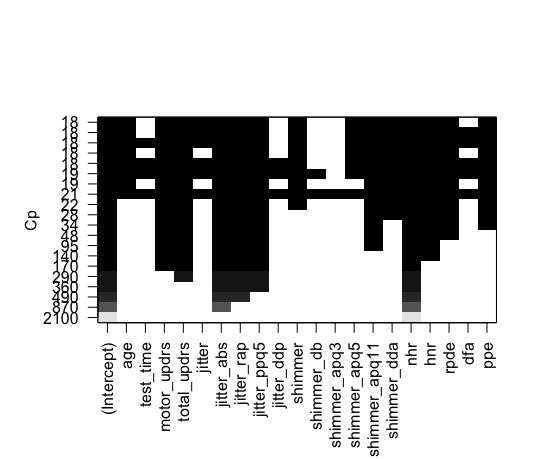 Cp
18
18
18
18
18
19
19
21
22
28
34
48
95
140
170
290
360
490
870
2100
(Intercept)
age
test_time
motor_updrs
total_updrs
jitter
jitter_abs
jitter_rap
jitter_ppq5
jitter_ddp
shimmer
shimmer_db
shimmer_apq3
shimmer_apq5
shimmer_apq11
shimmer_dda
nhr
hnr
rpde
dfa
ppe